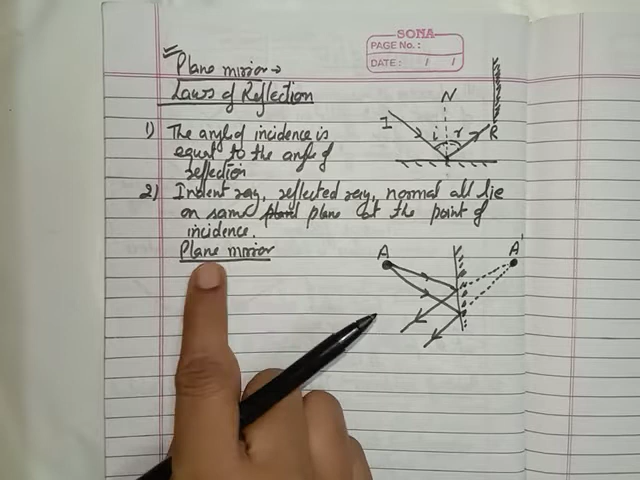 SONA
PAGE No.:
DATE: / /
Plane mirror→
Laws of Reflection
N
I
i r
R
1) The angle of incidence is
equal to the angle of
reflection
2) Indent ray, reflected ray, normal all lie
on same plane at the point of
incidence.
Plane mirror
A
A'